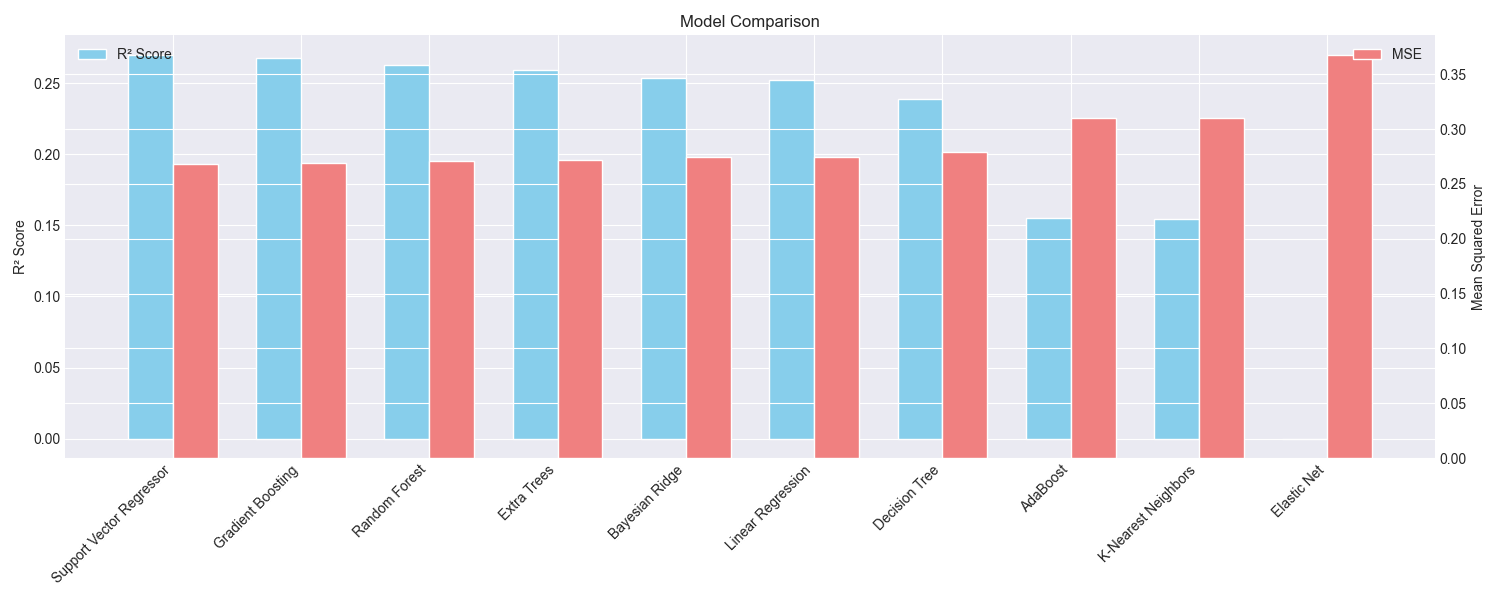 Model Comparison
R² Score
MSE
0.25
0.20
0.15
0.10
0.05
0.00
R² Score
0.35
0.30
0.25
0.20
0.15
0.10
0.05
0.00
Mean Squared Error
Support Vector Regressor
Gradient Boosting
Random Forest
Extra Trees
Bayesian Ridge
Linear Regression
Decision Tree
AdaBoost
K-Nearest Neighbors
Elastic Net